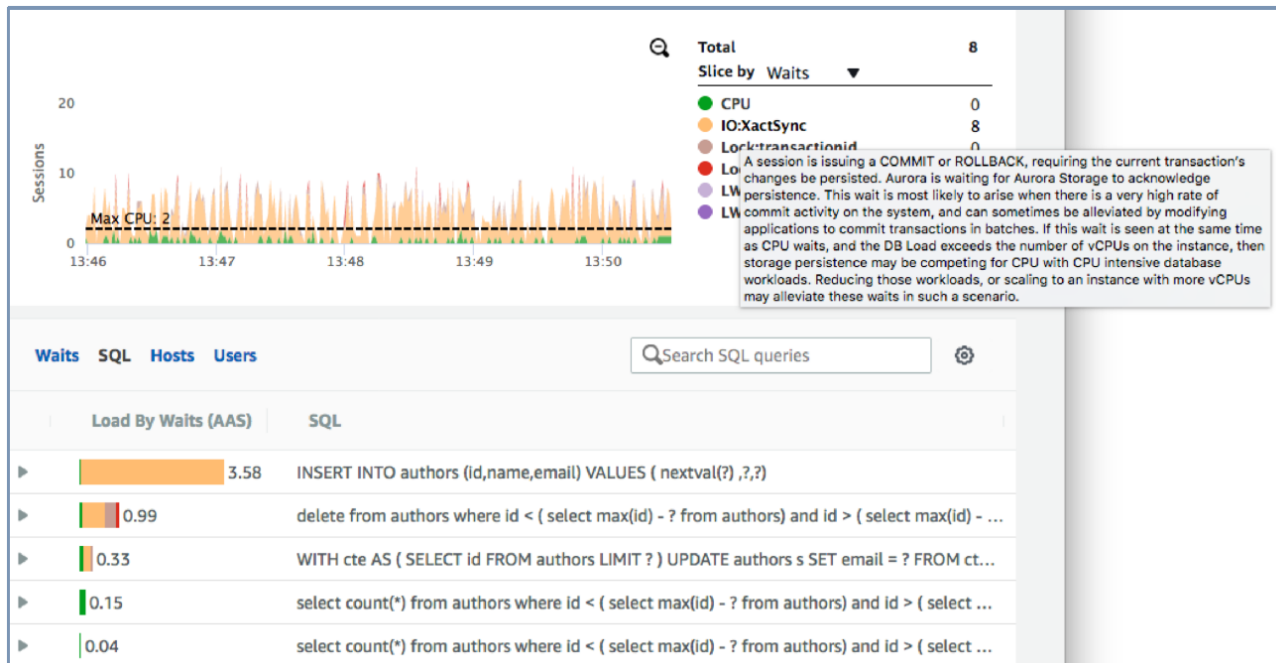 Total 8
Slice by Waits ▼
CPU 0
IO:XactSync 8
Lock:transactionid 0
Lo
LW
LW
A session is issuing a COMMIT or ROLLBACK, requiring the current transaction's
changes be persisted. Aurora is waiting for Aurora Storage to acknowledge
persistence. This wait is most likely to arise when there is a very high rate of
commit activity on the system, and can sometimes be alleviated by modifying
applications to commit transactions in batches. If this wait is seen at the same time
as CPU waits, and the DB Load exceeds the number of vCPUs on the instance, then
storage persistence may be competing for CPU with CPU intensive database
workloads. Reducing those workloads, or scaling to an instance with more vCPUs
may alleviate these waits in such a scenario.
Sessions
20
10
0
Max CPU: 2
13:46 13:47 13:48 13:49 13:50
Waits SQL Hosts Users Search SQL queries
Load By Waits (AAS) SQL
3.58 INSERT INTO authors (id,name,email) VALUES ( nextval(?) ,?,?)
0.99 delete from authors where id < ( select max(id) - ? from authors) and id > ( select max(id) - ...
0.33 WITH cte AS ( SELECT id FROM authors LIMIT ? ) UPDATE authors s SET email = ? FROM ct...
0.15 select count(*) from authors where id < ( select max(id) - ? from authors) and id > ( select ...
0.04 select count(*) from authors where id < ( select max(id) - ? from authors) and id > ( select ...